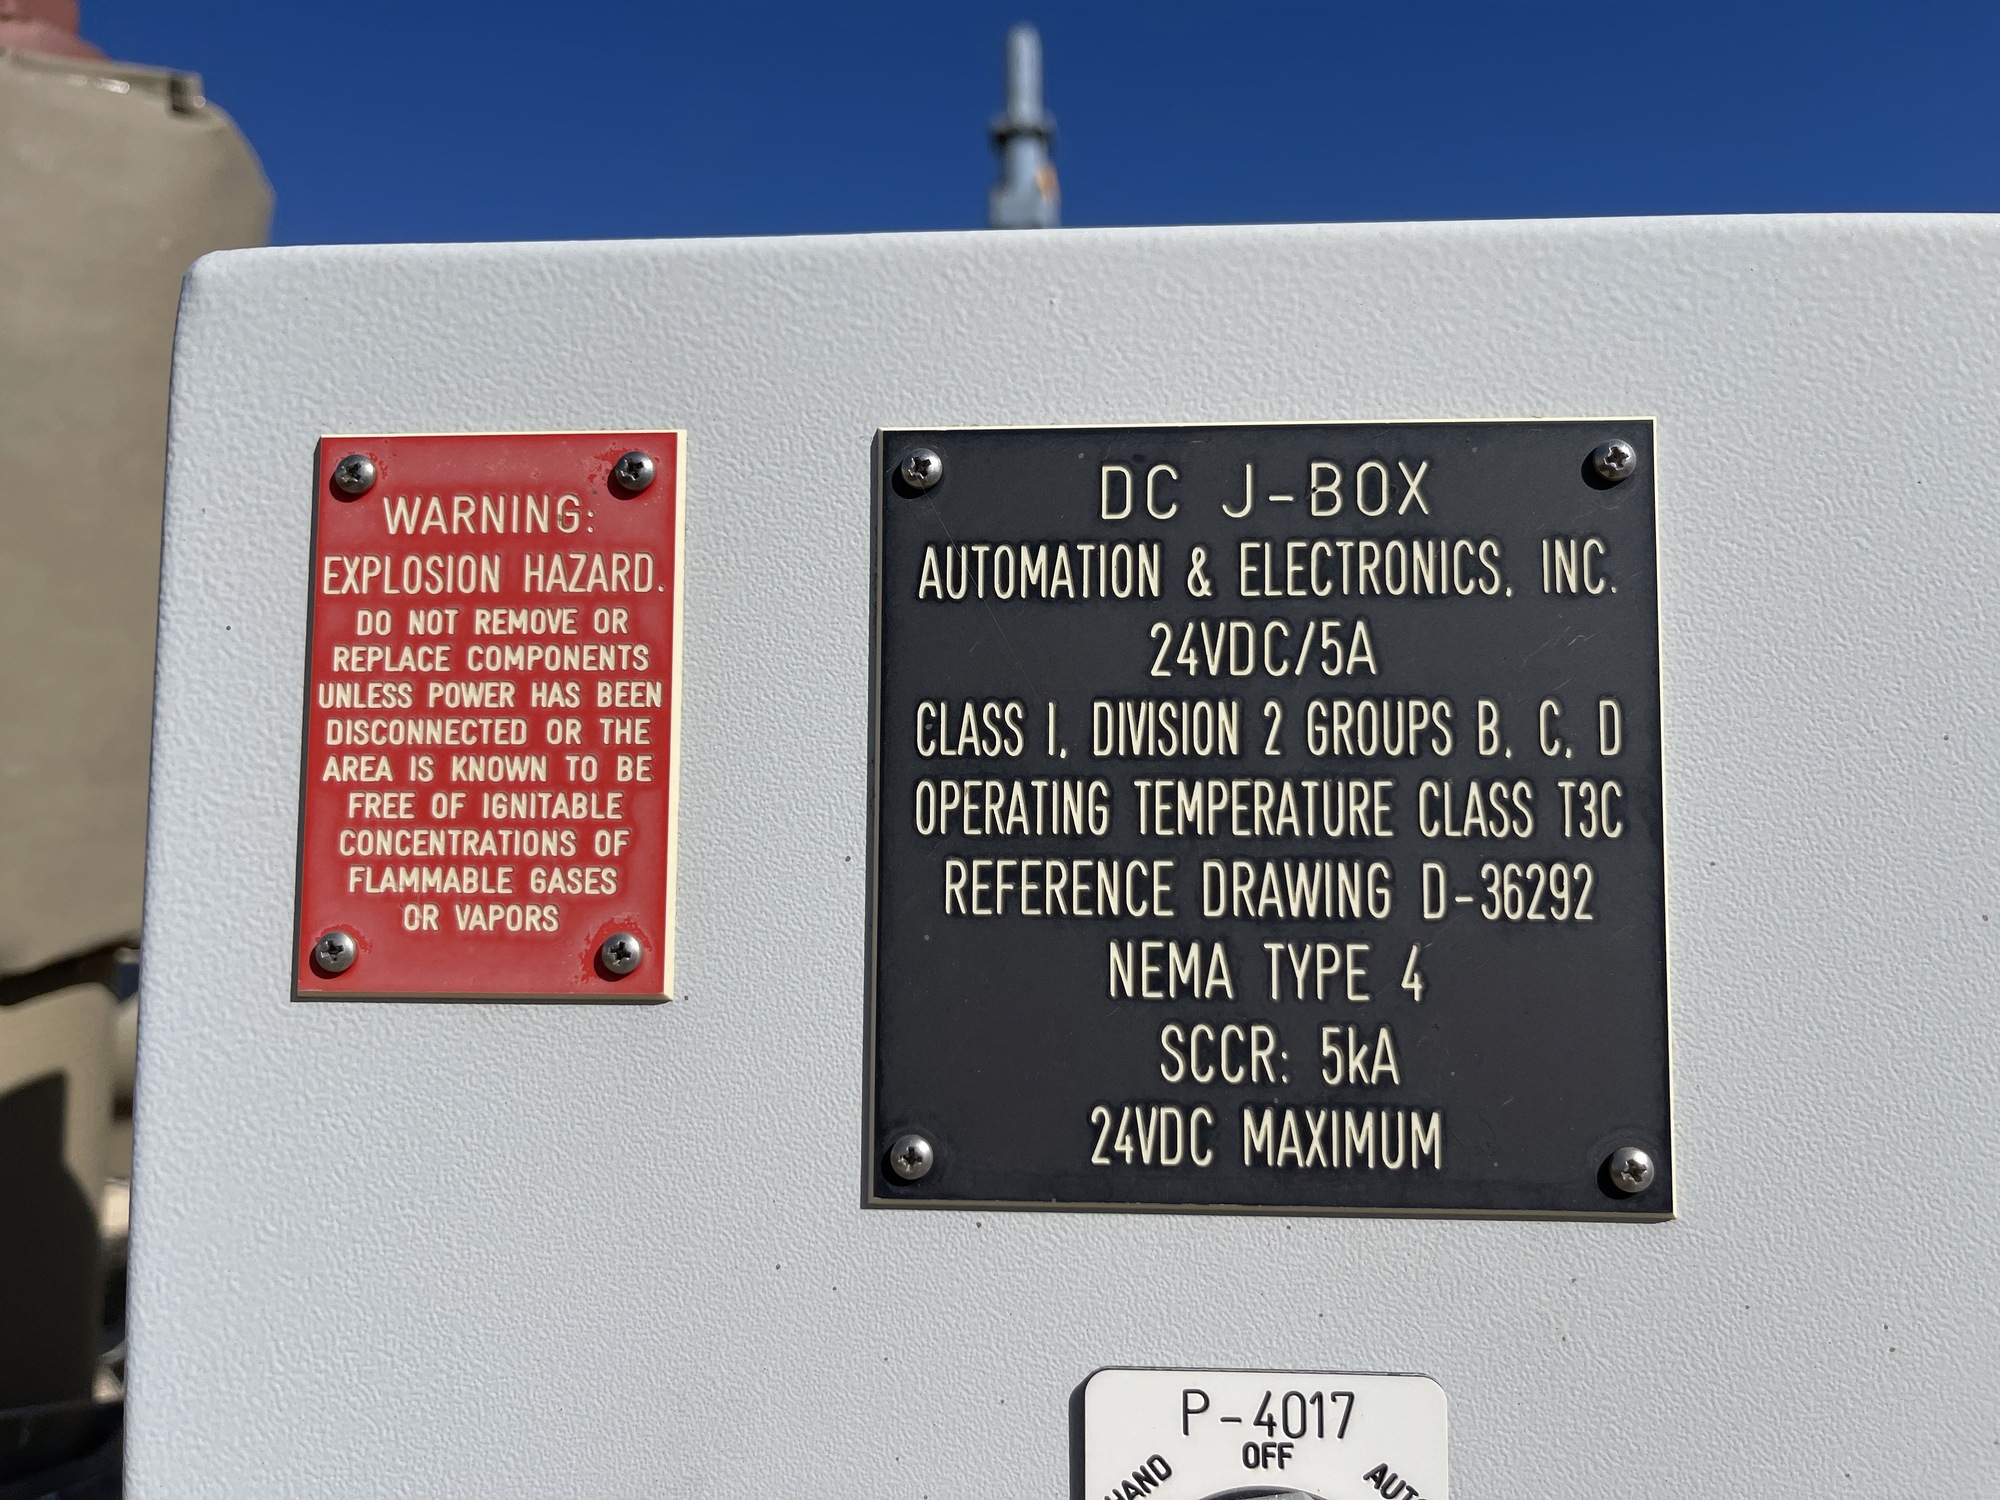 WARNING:
EXPLOSION HAZARD.
DO NOT REMOVE OR
REPLACE COMPONENTS
UNLESS POWER HAS BEEN
DISCONNECTED OR THE
AREA IS KNOWN TO BE
FREE OF IGNITABLE
CONCENTRATIONS OF
FLAMMABLE GASES
OR VAPORS
DC J-BOX
AUTOMATION & ELECTRONICS, INC.
24VDC/5A
CLASS I, DIVISION 2 GROUPS B, C, D
OPERATING TEMPERATURE CLASS T3C
REFERENCE DRAWING D-36292
NEMA TYPE 4
SCCR: 5kA
24VDC MAXIMUM
P-4017
OFF
HAND AUTO